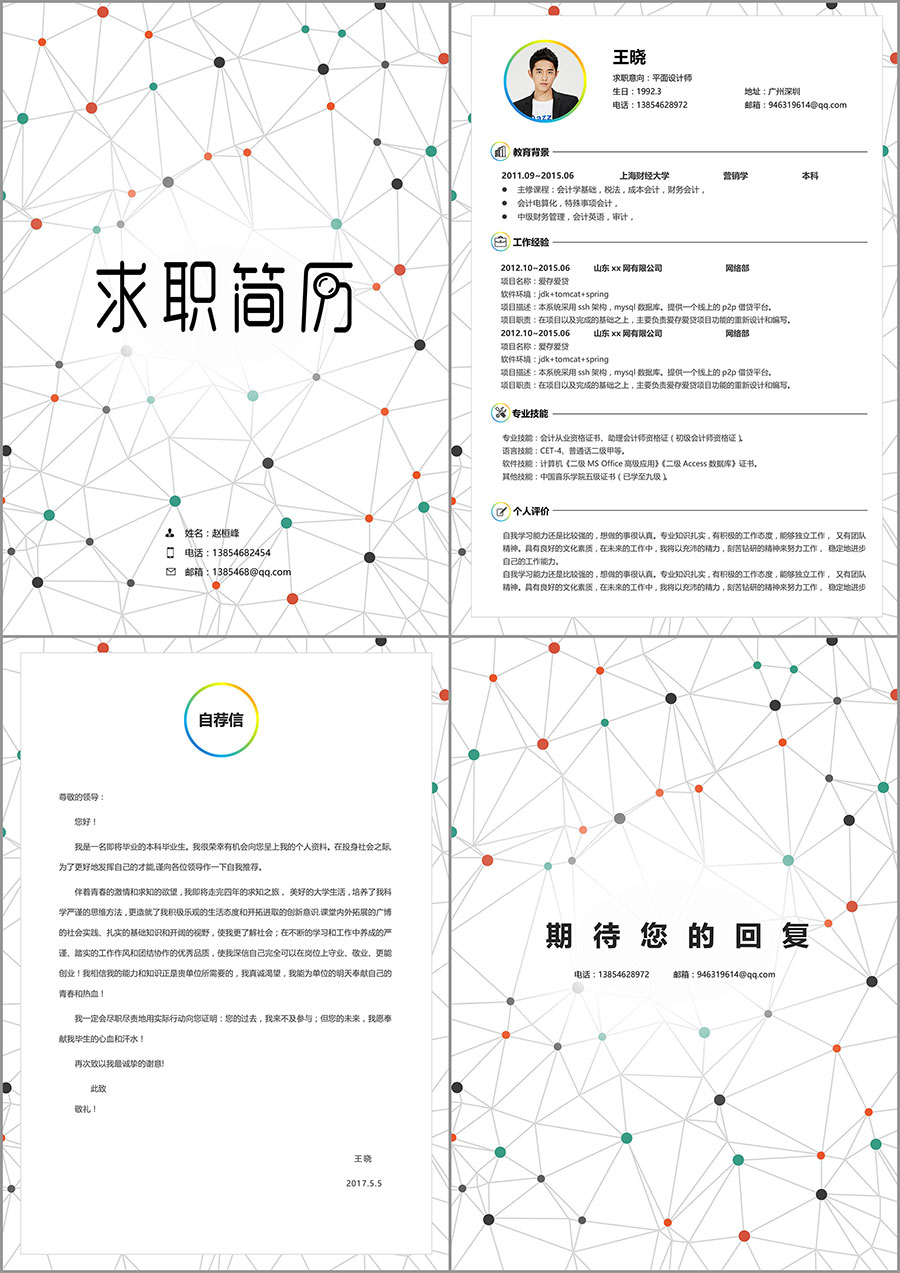 求职简历
姓名：赵桓峰
电话：13854682454
邮箱：1385468@qq.com
王晓
求职意向：平面设计师
生日：1992.3 地址：广州深圳
电话：13854628972 邮箱：946319614@qq.com
教育背景
2011.09~2015.06 上海财经大学 营销学 本科
● 主修课程：会计学基础，税法，成本会计，财务会计，
● 会计电算化，特殊事项会计，
● 中级财务管理，会计英语，审计，
工作经验
2012.10~2015.06 山东 xx 网有限公司 网络部
项目名称：爱存爱贷
软件环境：jdk+tomcat+spring
项目描述：本系统采用 ssh 架构，mysql 数据库。提供一个线上的 p2p 借贷平台。
项目职责：在项目以及完成的基础之上，主要负责爱存爱贷项目功能的重新设计和编写。
2012.10~2015.06 山东 xx 网有限公司 网络部
项目名称：爱存爱贷
软件环境：jdk+tomcat+spring
项目描述：本系统采用 ssh 架构，mysql 数据库。提供一个线上的 p2p 借贷平台。
项目职责：在项目以及完成的基础之上，主要负责爱存爱贷项目功能的重新设计和编写。
专业技能
专业技能：会计从业资格证书、助理会计师资格证（初级会计师资格证）。
语言技能：CET-4、普通话二级甲等。
软件技能：计算机《二级 MS Office 高级应用》《二级 Access 数据库》证书。
其他技能：中国音乐学院五级证书（已学至九级）。
个人评价
自我学习能力还是比较强的，想做的事很认真。专业知识扎实，有积极的工作态度，能够独立工作， 又有团队
精神。具有良好的文化素质，在未来的工作中，我将以充沛的精力，刻苦钻研的精神来努力工作， 稳定地进步
自己的工作能力。
自我学习能力还是比较强的，想做的事很认真。专业知识扎实，有积极的工作态度，能够独立工作， 又有团队
精神。具有良好的文化素质，在未来的工作中，我将以充沛的精力，刻苦钻研的精神来努力工作， 稳定地进步
自荐信
尊敬的领导：
您好！
我是一名即将毕业的本科毕业生。我很荣幸有机会向您呈上我的个人资料。在投身社会之际,
为了更好地发挥自己的才能,谨向各位领导作一下自我推荐。
伴着青春的激情和求知的欲望，我即将走完四年的求知之旅， 美好的大学生活，培养了我科
学严谨的思维方法，更造就了我积极乐观的生活态度和开拓进取的创新意识.课堂内外拓展的广博
的社会实践、扎实的基础知识和开阔的视野，使我更了解社会；在不断的学习和工作中养成的严
谨、踏实的工作作风和团结协作的优秀品质，使我深信自己完全可以在岗位上守业、敬业、更能
创业！我相信我的能力和知识正是贵单位所需要的，我真诚渴望，我能为单位的明天奉献自己的
青春和热血！
我一定会尽职尽责地用实际行动向您证明：您的过去，我来不及参与；但您的未来，我愿奉
献我毕生的心血和汗水！
再次致以我最诚挚的谢意!
此致
敬礼！
王晓
2017.5.5
期待您的回复
电话：13854628972 邮箱：946319614@qq.com